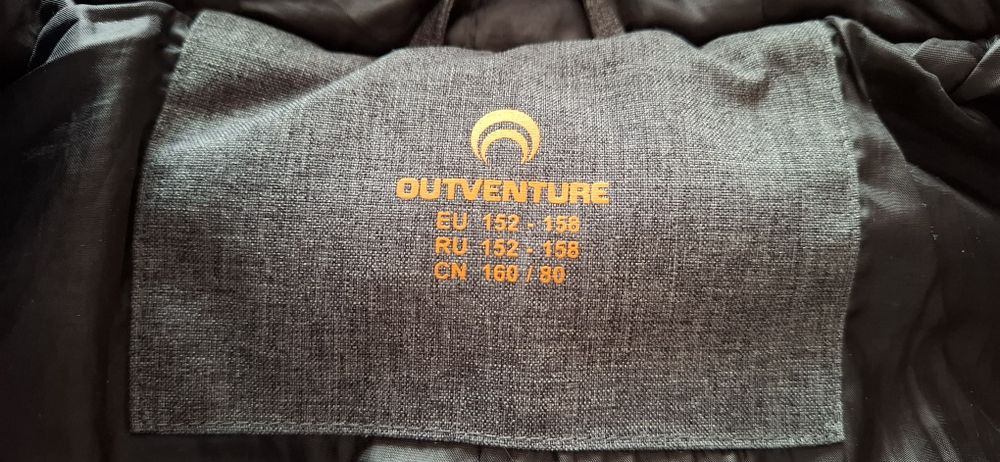 OUTVENTURE
EU 152 - 158
RU 152 - 158
CN 160 / 80